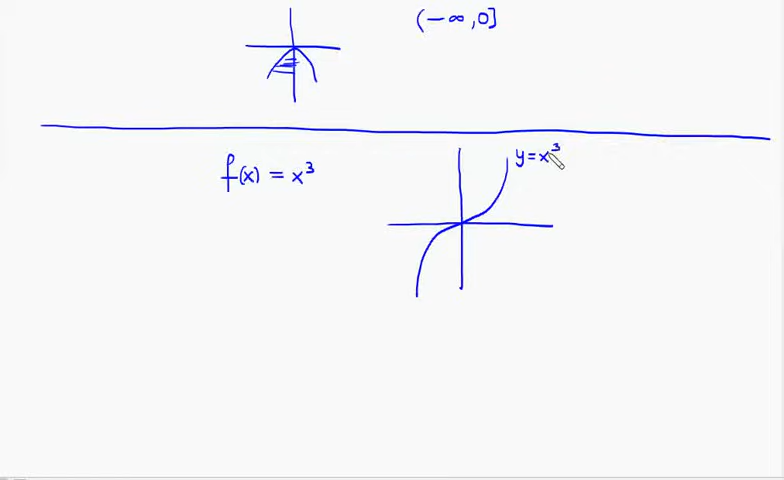 (-∞,0]
y=x³
f(x) = x³